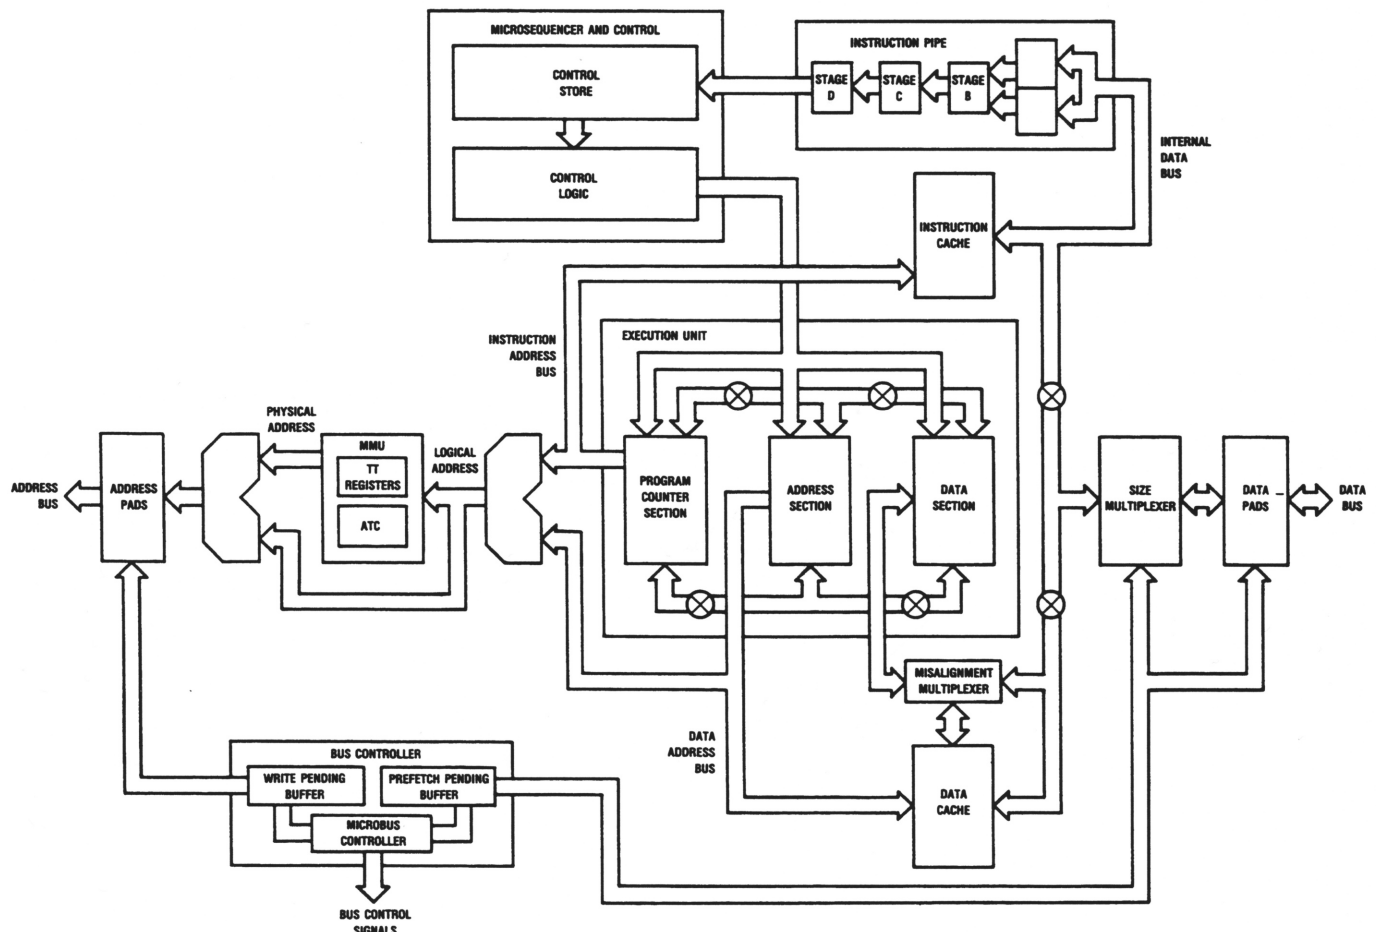 MICROSEQUENCER AND CONTROL
CONTROL
STORE
CONTROL
LOGIC
INSTRUCTION PIPE
STAGE
D
STAGE
C
STAGE
B
INTERNAL
DATA
BUS
INSTRUCTION
CACHE
INSTRUCTION
ADDRESS
BUS
EXECUTION UNIT
PROGRAM
COUNTER
SECTION
ADDRESS
SECTION
DATA
SECTION
PHYSICAL
ADDRESS
LOGICAL
ADDRESS
MMU
TT
REGISTERS
ATC
ADDRESS
BUS
ADDRESS
PADS
SIZE
MULTIPLEXER
DATA
PADS
DATA
BUS
MISALIGNMENT
MULTIPLEXER
DATA
ADDRESS
BUS
DATA
CACHE
BUS CONTROLLER
WRITE PENDING
BUFFER
PREFETCH PENDING
BUFFER
MICROBUS
CONTROLLER
BUS CONTROL
SIGNALS